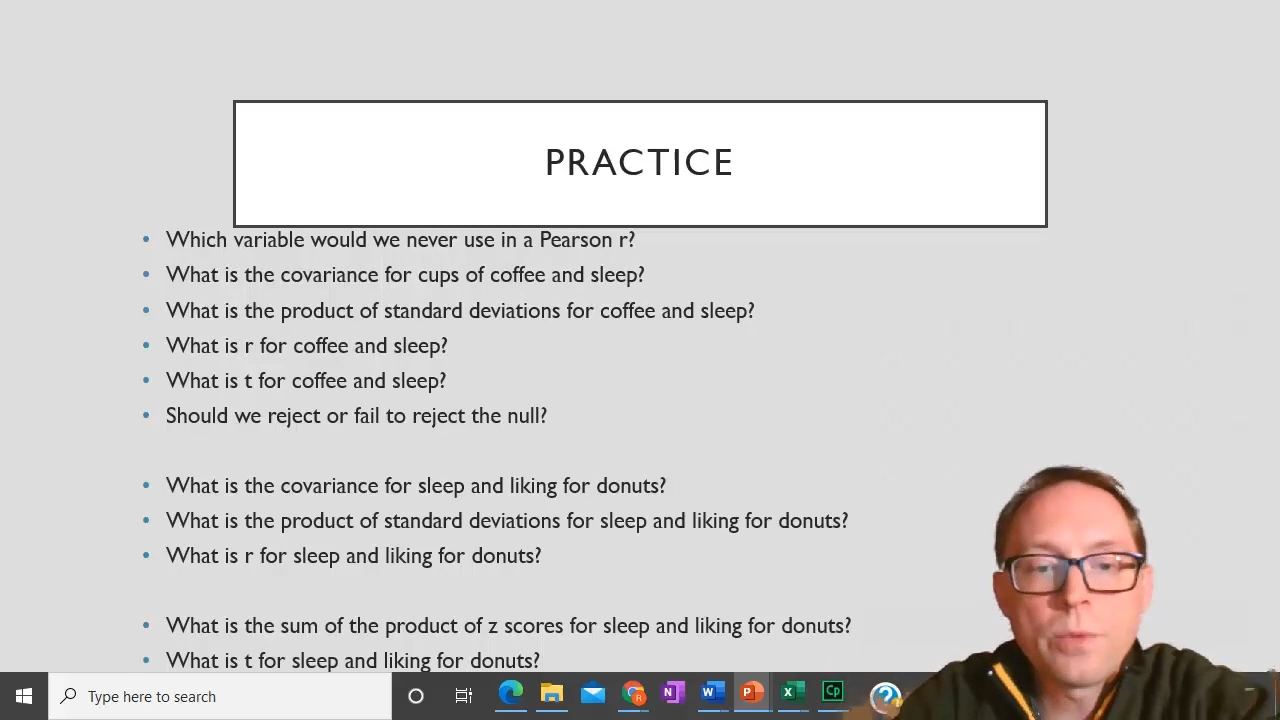 PRACTICE
• Which variable would we never use in a Pearson r?
• What is the covariance for cups of coffee and sleep?
• What is the product of standard deviations for coffee and sleep?
• What is r for coffee and sleep?
• What is t for coffee and sleep?
• Should we reject or fail to reject the null?
• What is the covariance for sleep and liking for donuts?
• What is the product of standard deviations for sleep and liking for donuts?
• What is r for sleep and liking for donuts?
• What is the sum of the product of z scores for sleep and liking for donuts?
• What is t for sleep and liking for donuts?
Type here to search R N W P X Cp ?